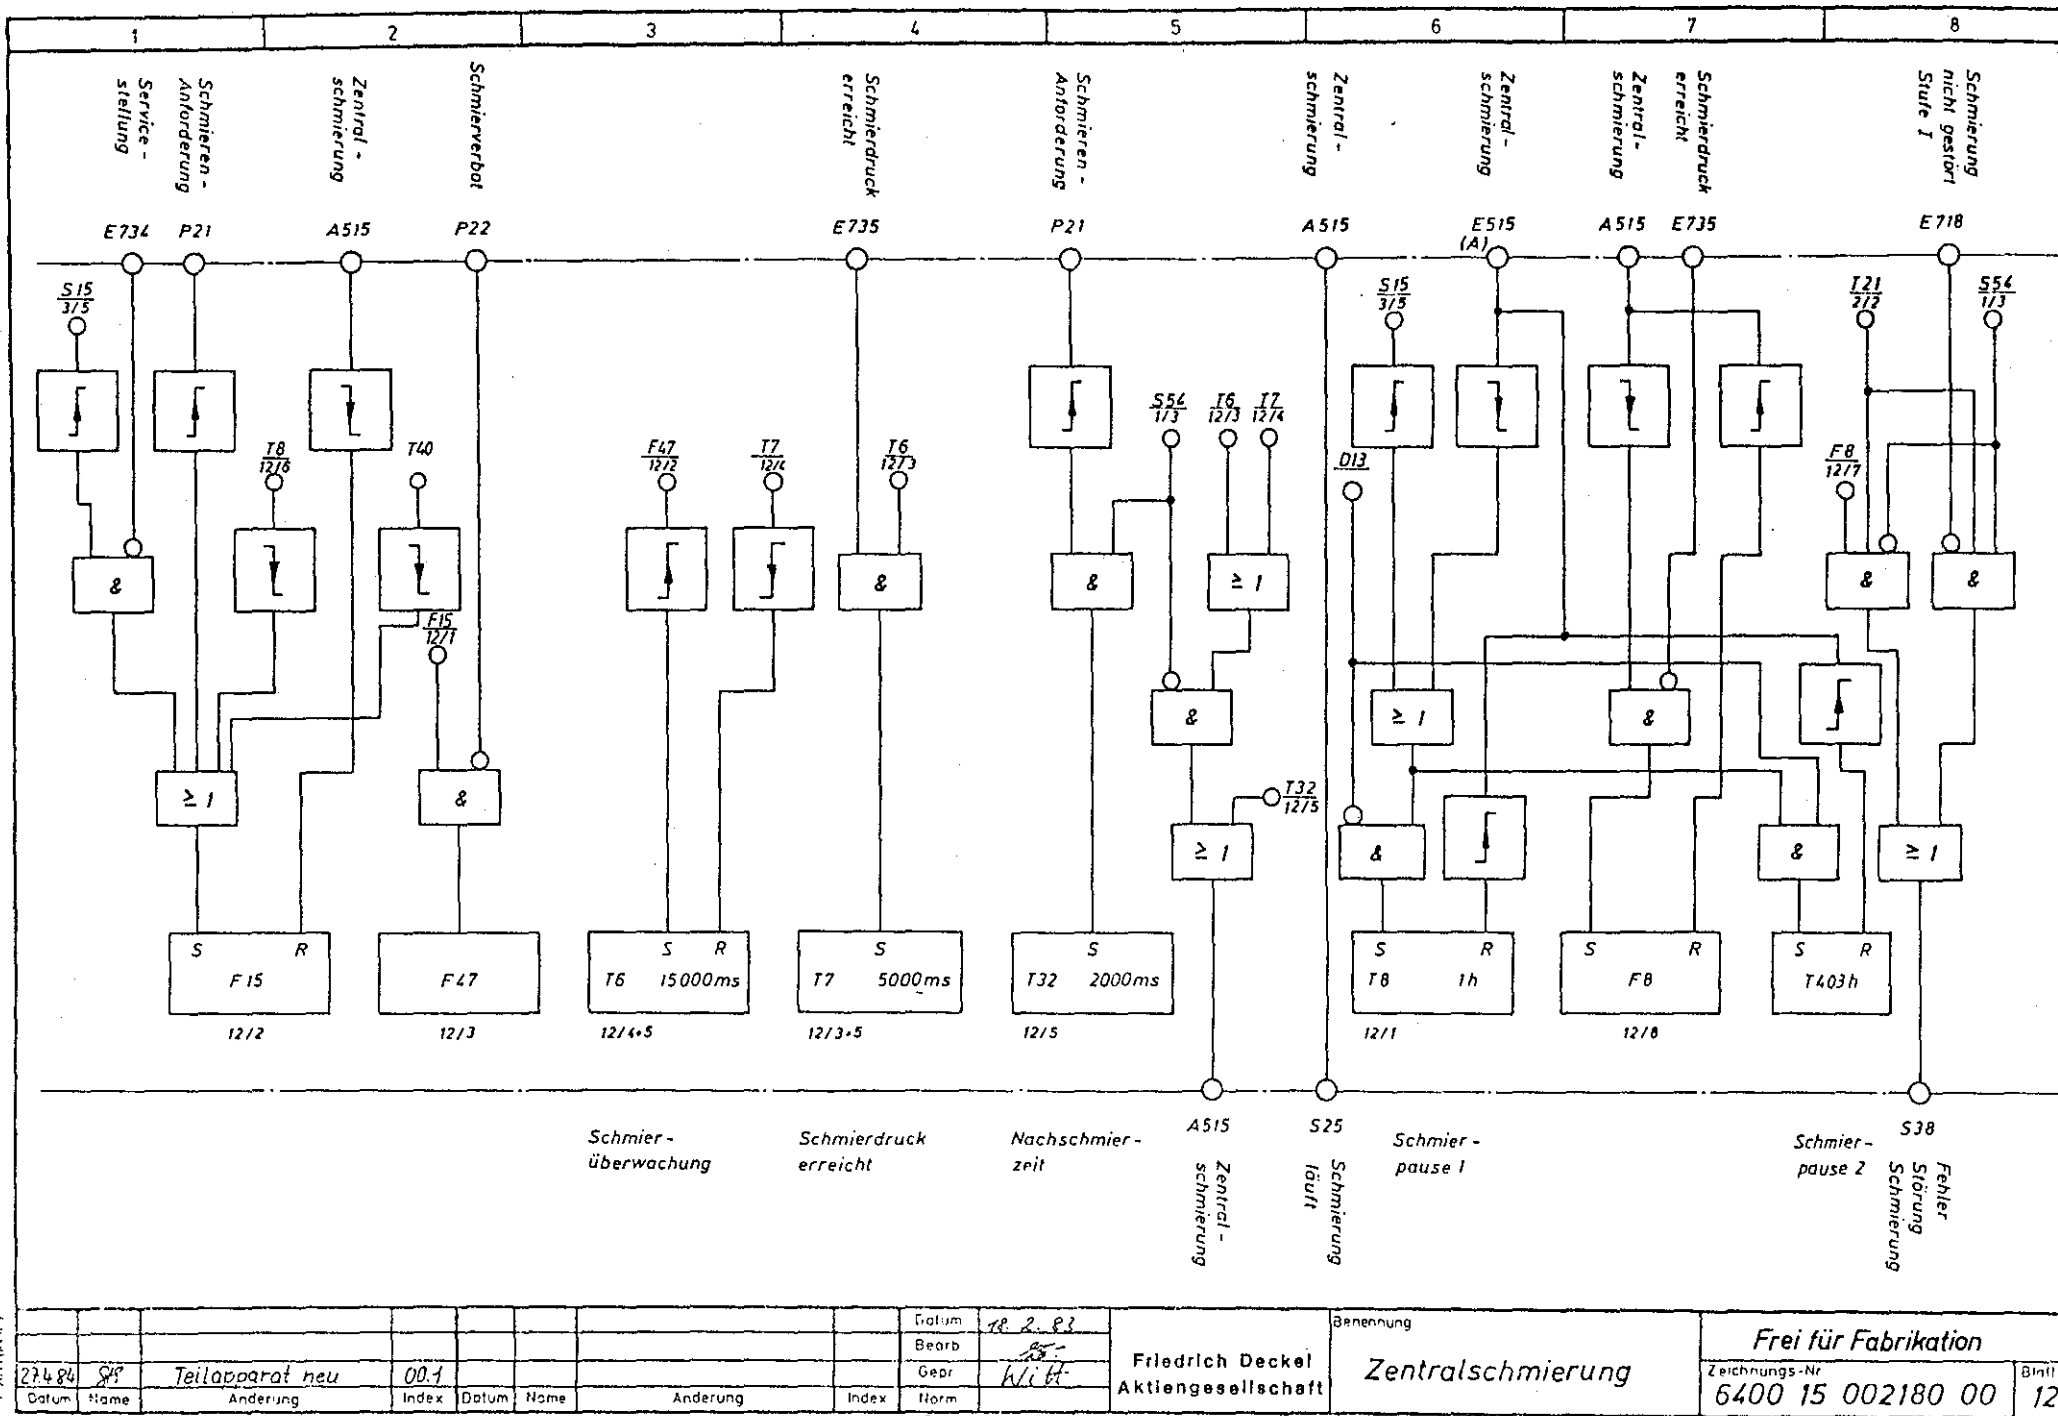 1 2 3 4 5 6 7 8
Service-
stellung
Schmieren-
Anforderung
Zentral-
schmierung
Schmierverbot
Schmierdruck
erreicht
Schmieren-
Anforderung
Zentral-
schmierung
Zentral-
schmierung
Zentral-
schmierung
Schmierdruck
erreicht
Schmierung
nicht gestört
Stufe I
E734 P21 A515 P22 E735 P21 A515 E515 A515 E735 E718
(A)
S15
3/5
S15
3/5
T21
2/2
S54
1/3
T8
12/6
T40
F47
12/2
T7
12/4
T6
12/3
S54
1/3
T6
12/3
T7
12/4
D13
F8
12/7
& & & ≥ 1 & &
F15
12/1
& ≥ 1 &
≥ 1 & T32
12/5
≥ 1 & & ≥ 1
S R S R S S S R S R S R
F15 F47 T6 15000ms T7 5000ms T32 2000ms T8 1h F8 T40 3h
12/2 12/3 12/4+5 12/3+5 12/5 12/1 12/8
A515 S25 S38
Schmier-
überwachung
Schmierdruck
erreicht
Nachschmier-
zeit
Zentral-
schmierung
Schmierung
läuft
Schmier-
pause 1
Schmier-
pause 2
Fehler
Störung
Schmierung
Datum 18.2.83
Bearb
Gepr Witt
Norm
27.4.84 Teilapparat neu 00.1
Datum Name Änderung Index Datum Name Änderung Index
Friedrich Deckel
Aktiengesellschaft
Benennung
Zentralschmierung
Frei für Fabrikation
Zeichnungs-Nr
6400 15 002180 00
Blatt
12